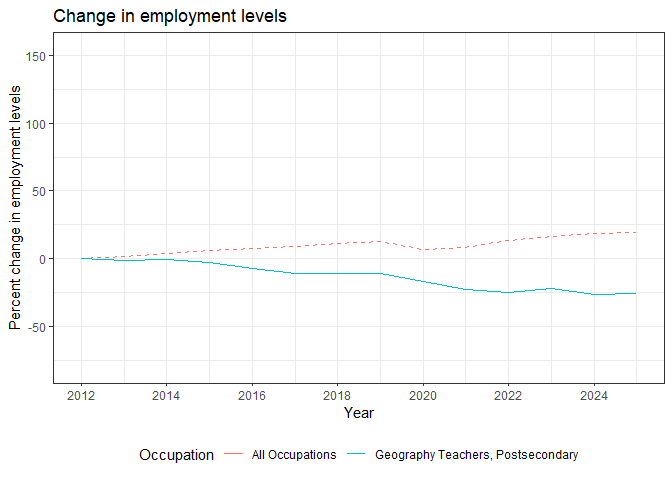 Change in employment levels
Percent change in employment levels
150
100
50
0
-50
2012 2014 2016 2018 2020 2022 2024
Year
Occupation All Occupations Geography Teachers, Postsecondary